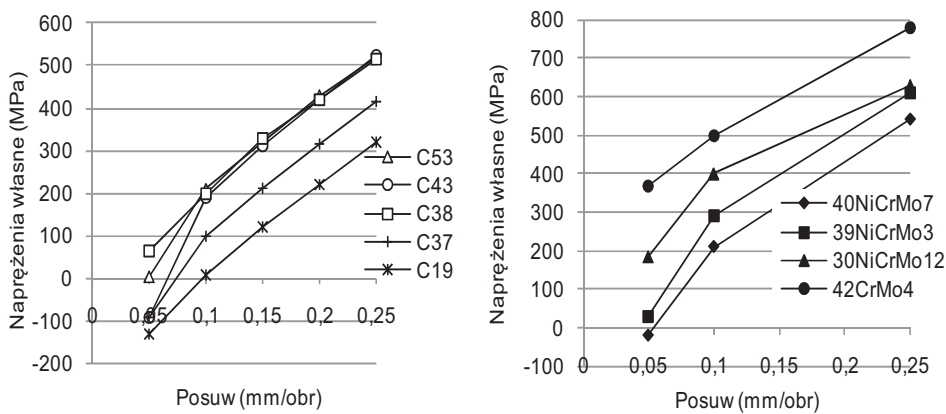 600
500
400
300
200
100
0
-100
-200
0
0,05
0,1
0,15
0,2
0,25
Naprężenia własne (MPa)
Posuw (mm/obr)
C53
C43
C38
C37
C19
800
700
600
500
400
300
200
100
0
-100
0
0,05
0,1
0,15
0,2
0,25
Naprężenia własne (MPa)
Posuw (mm/obr)
40NiCrMo7
39NiCrMo3
30NiCrMo12
42CrMo4